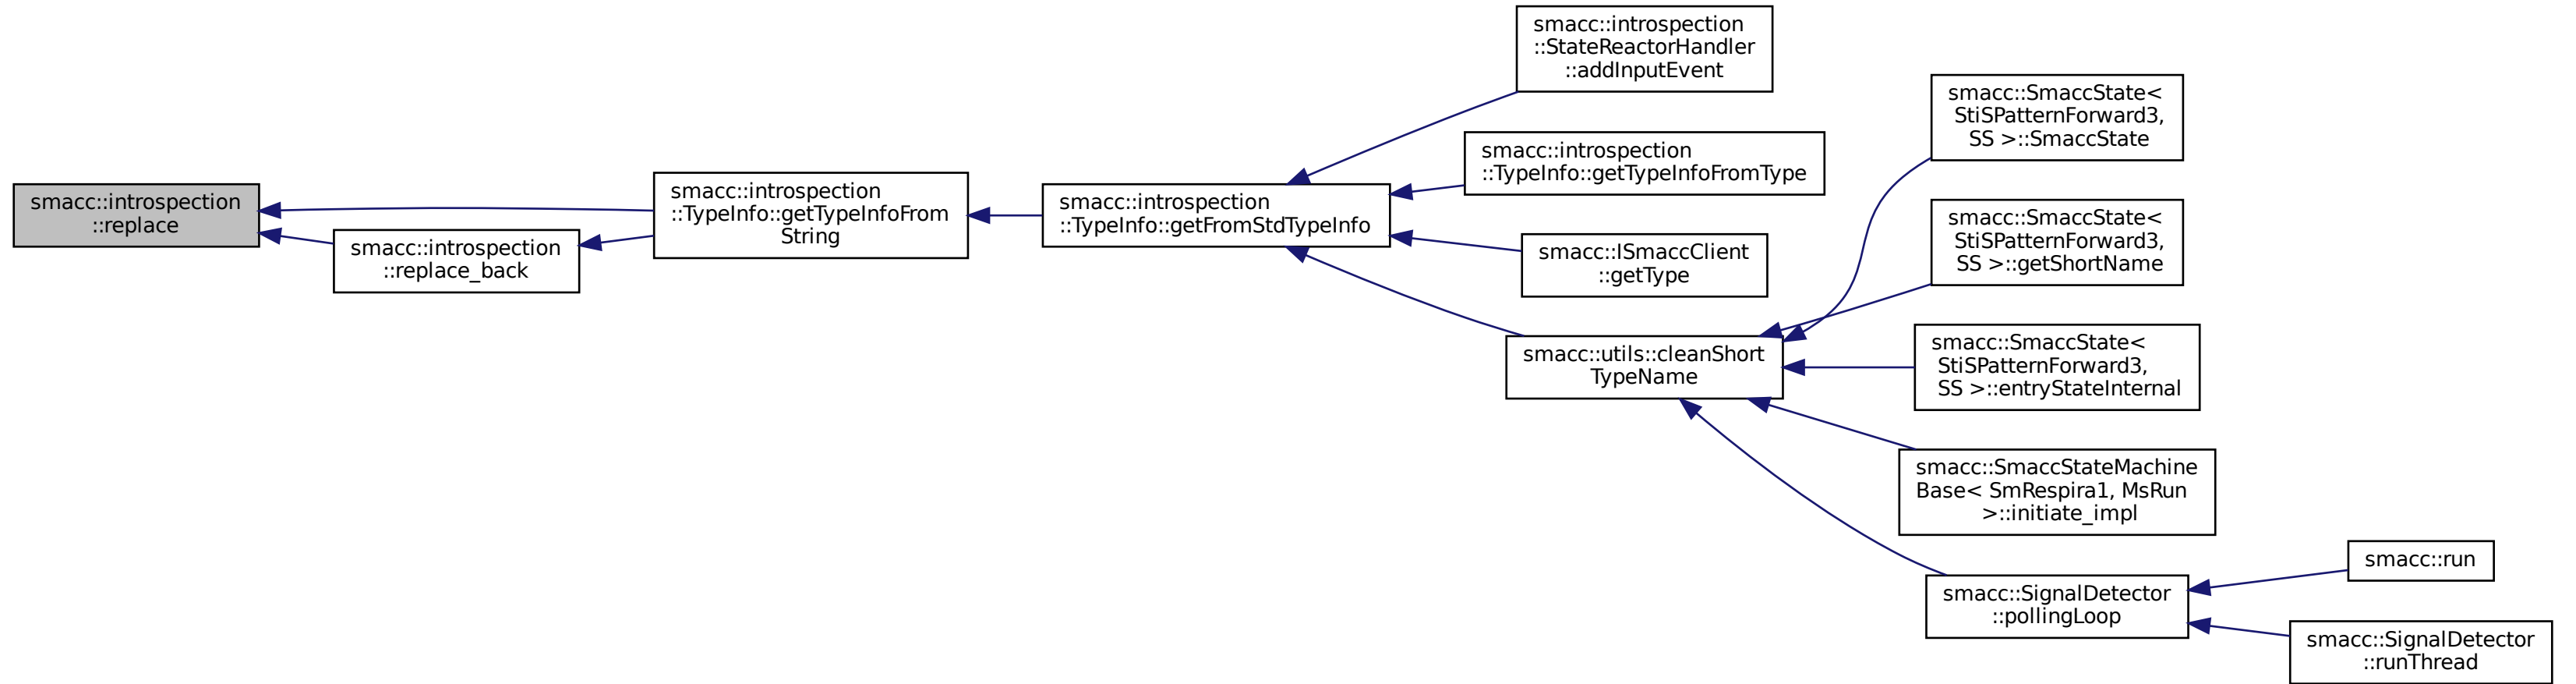 smacc::introspection
::replace
smacc::introspection
::replace_back
smacc::introspection
::TypeInfo::getTypeInfoFrom
String
smacc::introspection
::TypeInfo::getFromStdTypeInfo
smacc::introspection
::StateReactorHandler
::addInputEvent
smacc::introspection
::TypeInfo::getTypeInfoFromType
smacc::ISmaccClient
::getType
smacc::utils::cleanShort
TypeName
smacc::SmaccState<
StiSPatternForward3,
SS >::SmaccState
smacc::SmaccState<
StiSPatternForward3,
SS >::getShortName
smacc::SmaccState<
StiSPatternForward3,
SS >::entryStateInternal
smacc::SmaccStateMachine
Base< SmRespira1, MsRun
>::initiate_impl
smacc::SignalDetector
::pollingLoop
smacc::run
smacc::SignalDetector
::runThread